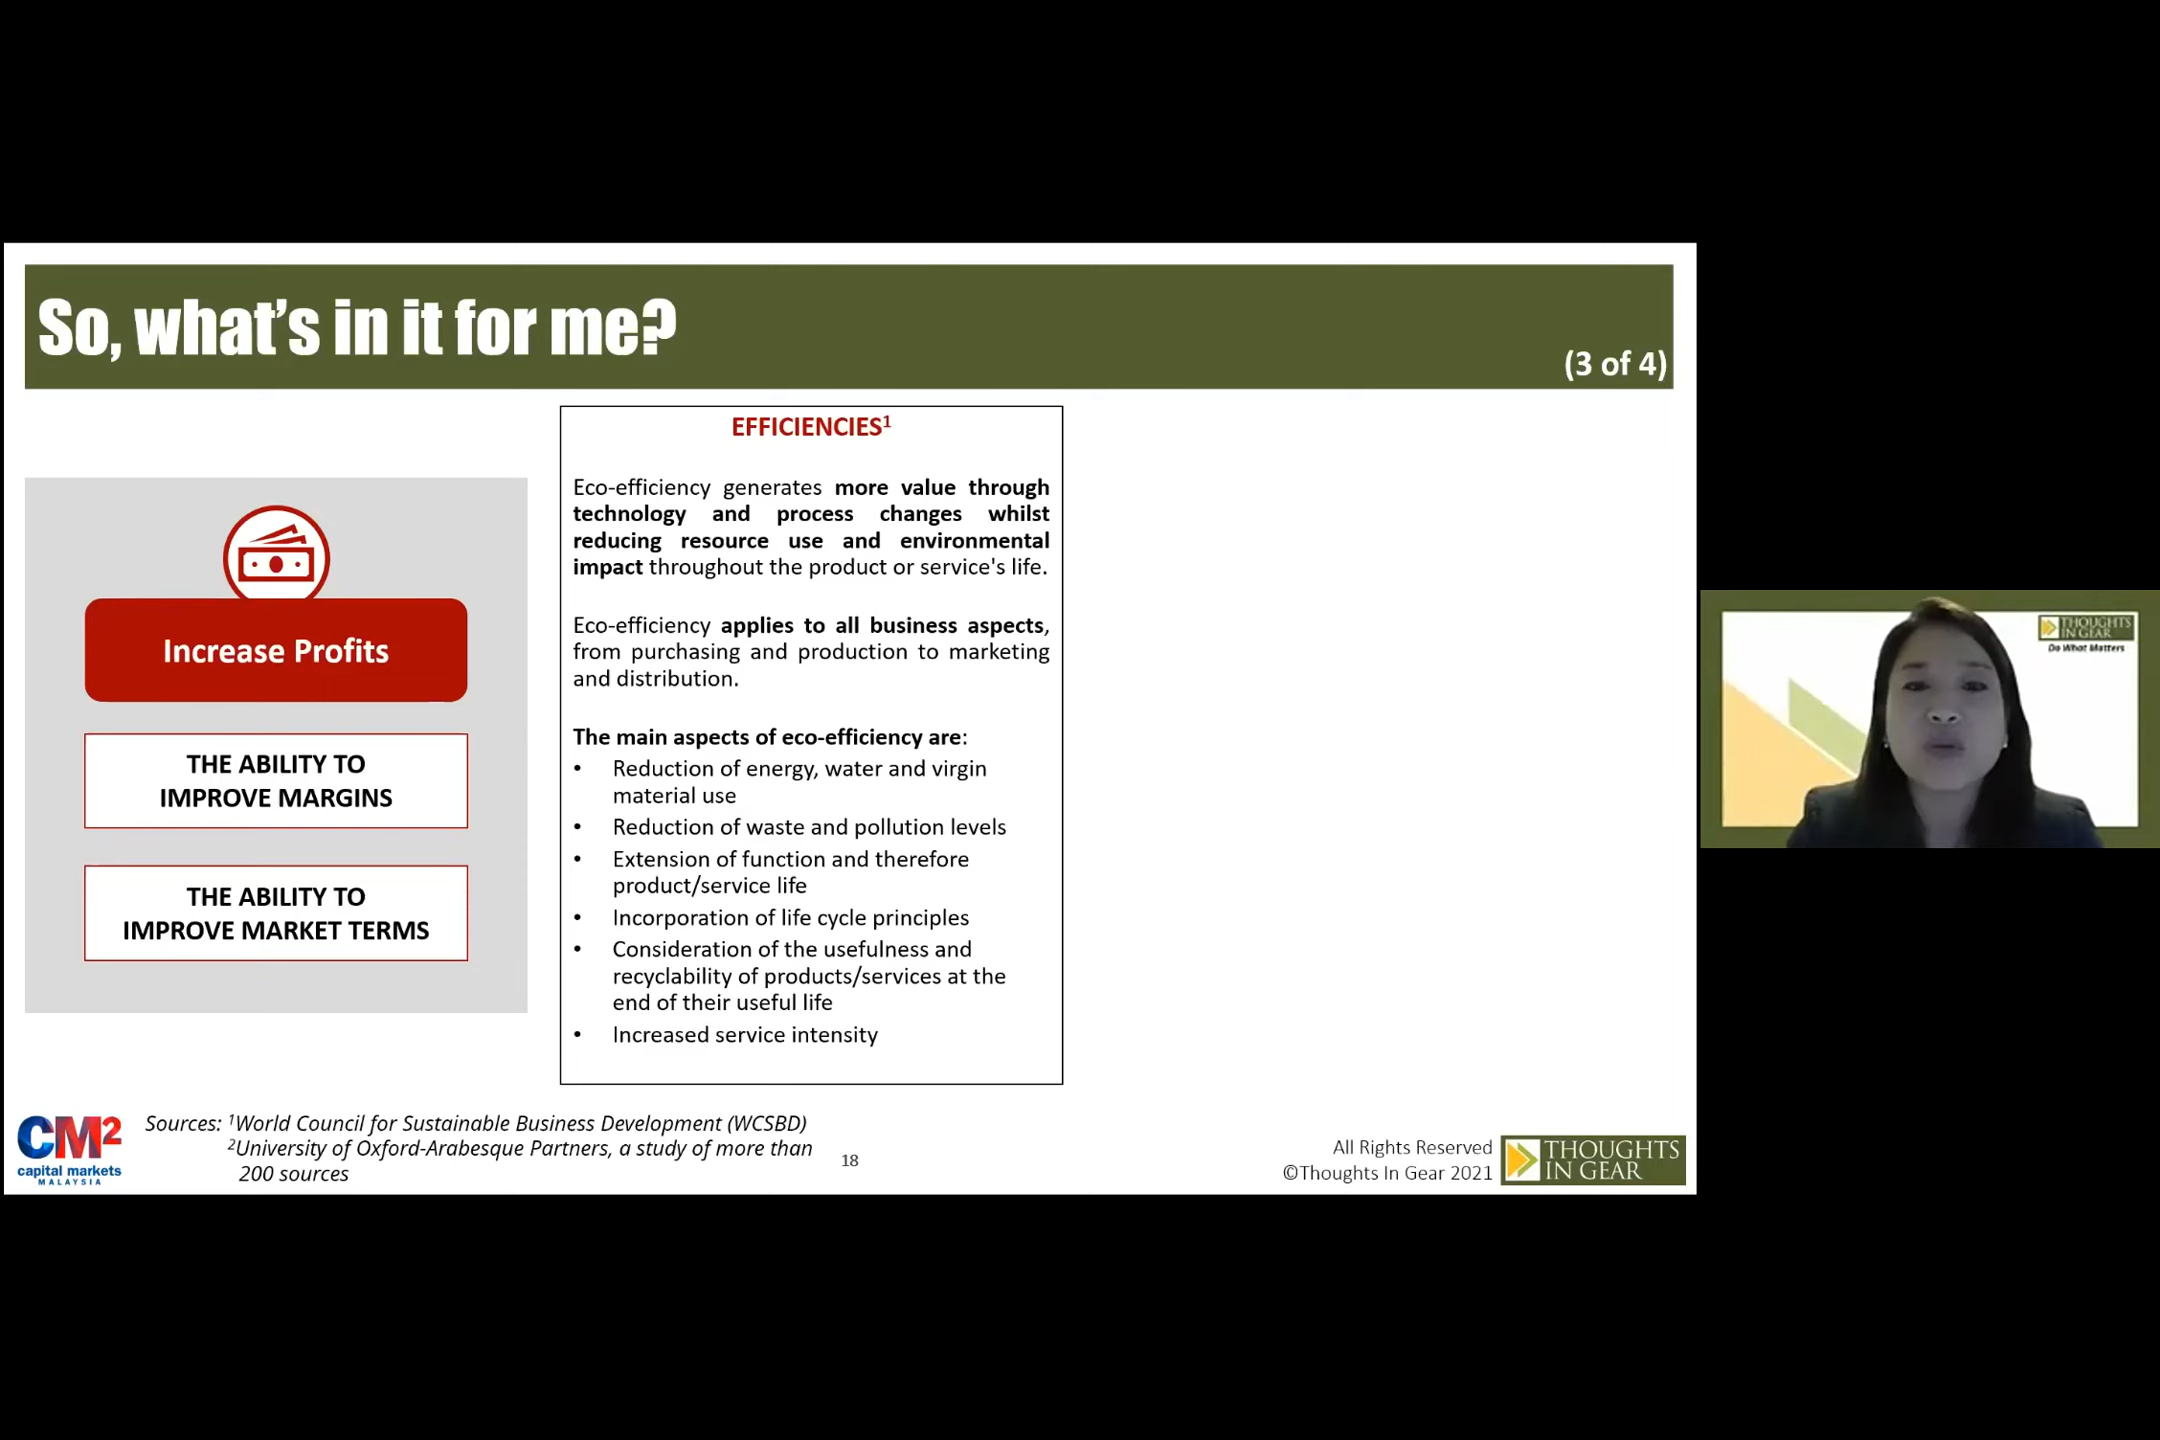 So, what's in it for me?
(3 of 4)
Increase Profits
THE ABILITY TO
IMPROVE MARGINS
THE ABILITY TO
IMPROVE MARKET TERMS
EFFICIENCIES¹
Eco-efficiency generates more value through
technology and process changes whilst
reducing resource use and environmental
impact throughout the product or service's life.
Eco-efficiency applies to all business aspects,
from purchasing and production to marketing
and distribution.
The main aspects of eco-efficiency are:
• Reduction of energy, water and virgin
material use
• Reduction of waste and pollution levels
• Extension of function and therefore
product/service life
• Incorporation of life cycle principles
• Consideration of the usefulness and
recyclability of products/services at the
end of their useful life
• Increased service intensity
CM2
capital markets
MALAYSIA
Sources: ¹World Council for Sustainable Business Development (WCSBD)
²University of Oxford-Arabesque Partners, a study of more than
200 sources
18
All Rights Reserved
©Thoughts In Gear 2021
THOUGHTS
IN GEAR
THOUGHTS
IN GEAR
Do What Matters